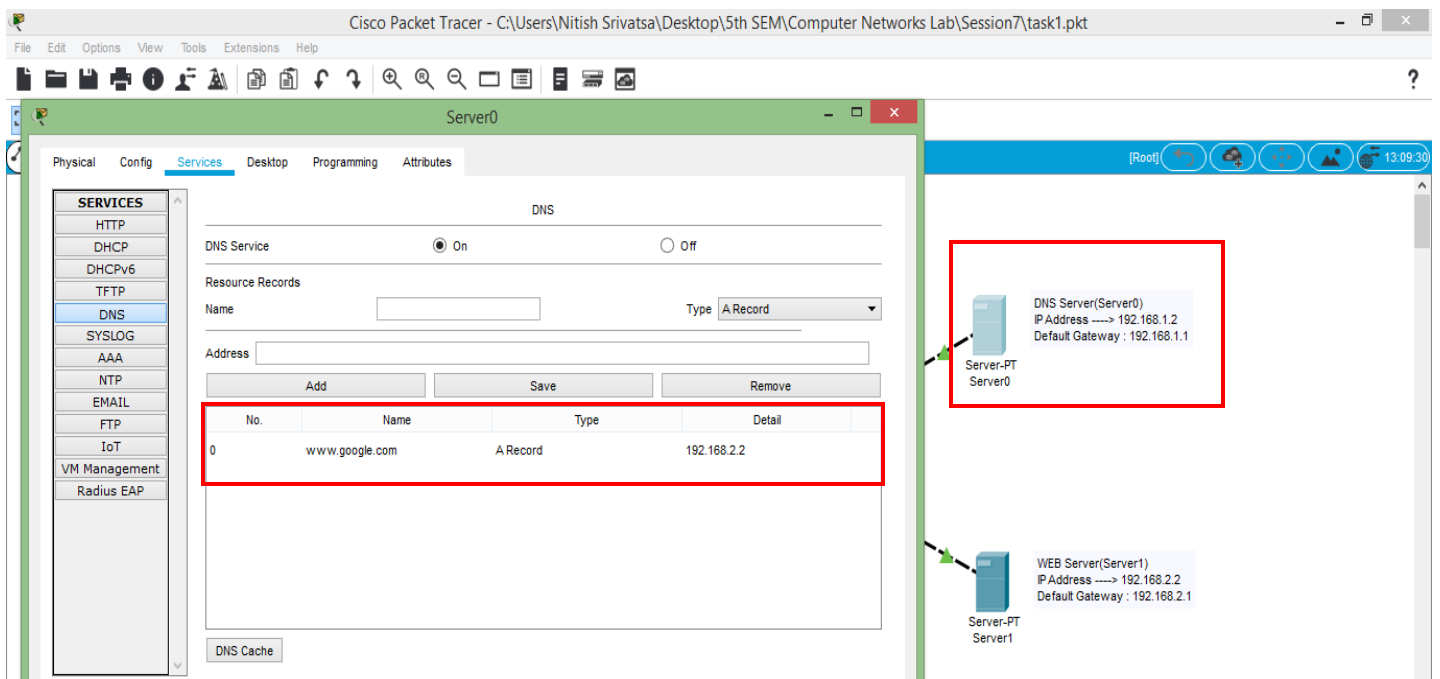 Cisco Packet Tracer - C:\Users\Nitish Srivatsa\Desktop\5th SEM\Computer Networks Lab\Session7\task1.pkt
File Edit Options View Tools Extensions Help
Server0
Physical Config Services Desktop Programming Attributes
[Root] 13:09:30
SERVICES
HTTP
DHCP
DHCPv6
TFTP
DNS
SYSLOG
AAA
NTP
EMAIL
FTP
IoT
VM Management
Radius EAP
DNS
DNS Service On Off
Resource Records
Name Type A Record
Address
Add Save Remove
No. Name Type Detail
0 www.google.com A Record 192.168.2.2
DNS Cache
DNS Server(Server0)
IP Address ----> 192.168.1.2
Default Gateway : 192.168.1.1
Server-PT
Server0
WEB Server(Server1)
IP Address ----> 192.168.2.2
Default Gateway : 192.168.2.1
Server-PT
Server1